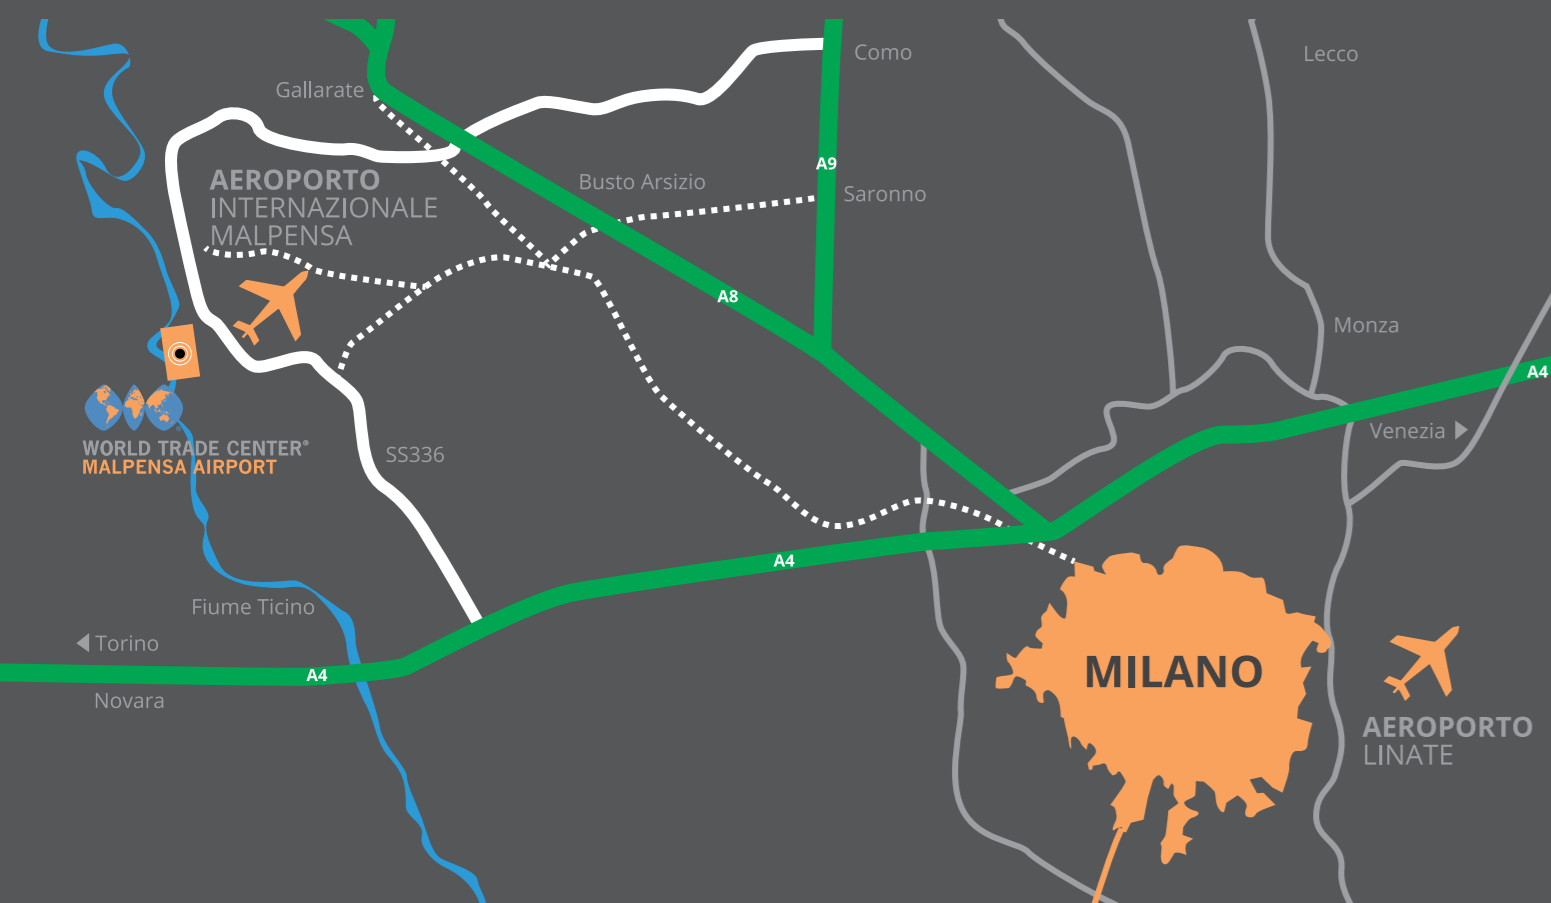 Como
Lecco
Gallarate
A9
Busto Arsizio
AEROPORTO
INTERNAZIONALE
MALPENSA
Saronno
A8
Monza
A4
Venezia
WORLD TRADE CENTER®
MALPENSA AIRPORT
SS336
A4
Fiume Ticino
Torino
A4
Novara
MILANO
AEROPORTO
LINATE